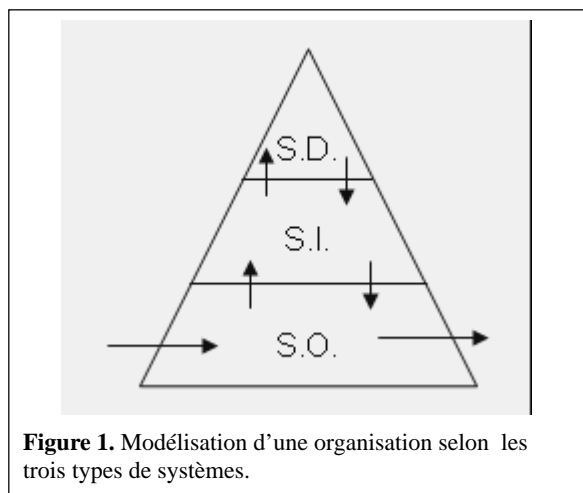 S.D.
S.I.
S.O.
Figure 1. Modélisation d'une organisation selon les
trois types de systèmes.